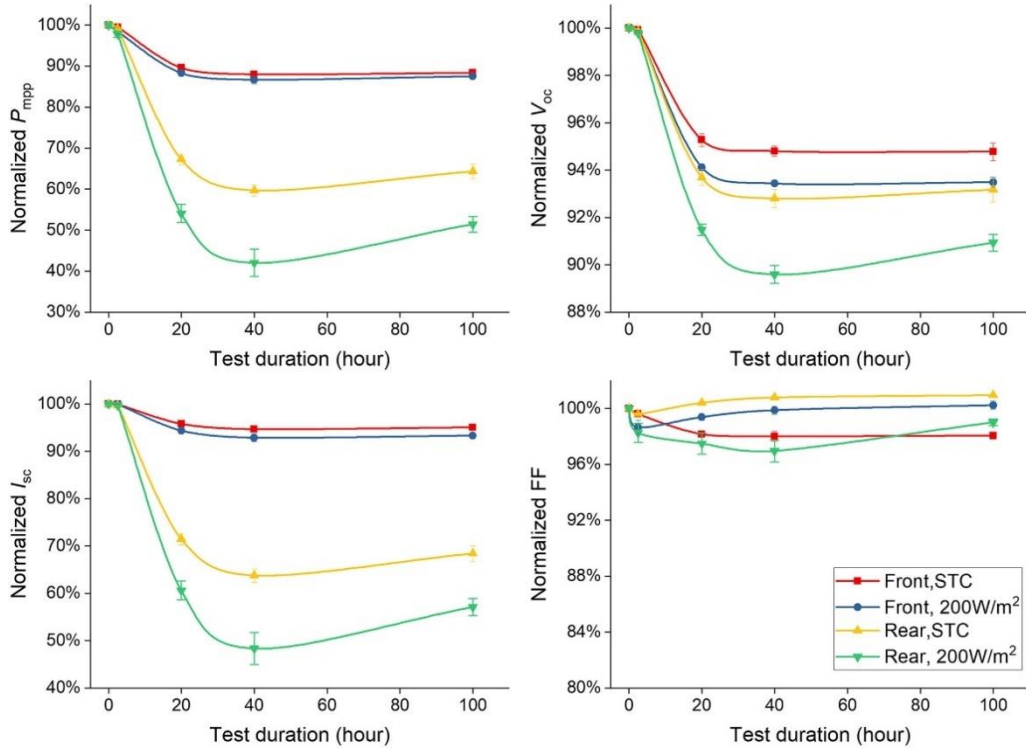 Normalized Pmpp
100%
90%
80%
70%
60%
50%
40%
30%
0 20 40 60 80 100
Test duration (hour)
Normalized Voc
100%
98%
96%
94%
92%
90%
88%
0 20 40 60 80 100
Test duration (hour)
Normalized Isc
100%
90%
80%
70%
60%
50%
40%
0 20 40 60 80 100
Test duration (hour)
Normalized FF
100%
96%
92%
88%
84%
80%
Front,STC
Front, 200W/m²
Rear,STC
Rear, 200W/m²
0 20 40 60 80 100
Test duration (hour)